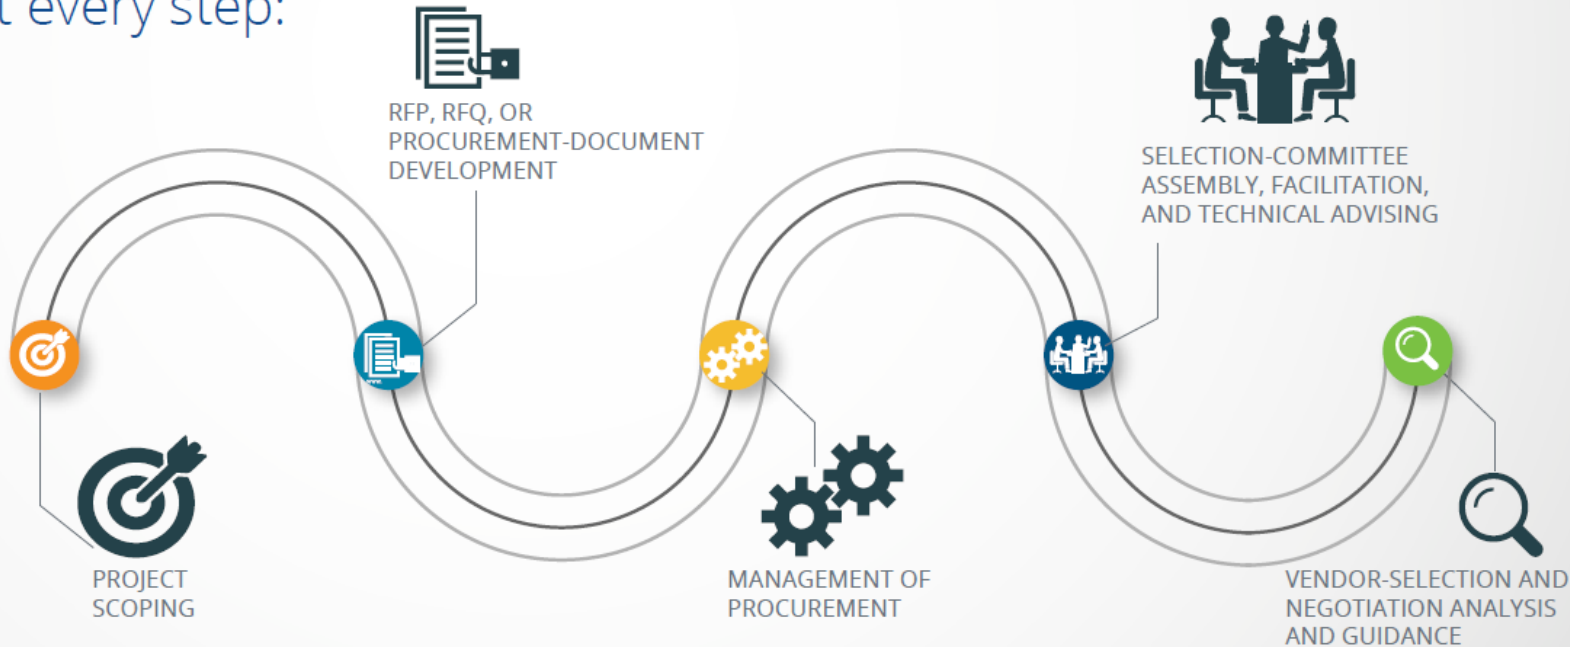 t every step:
RFP, RFQ, OR
PROCUREMENT-DOCUMENT
DEVELOPMENT
SELECTION-COMMITTEE
ASSEMBLY, FACILITATION,
AND TECHNICAL ADVISING
PROJECT
SCOPING
MANAGEMENT OF
PROCUREMENT
VENDOR-SELECTION AND
NEGOTIATION ANALYSIS
AND GUIDANCE